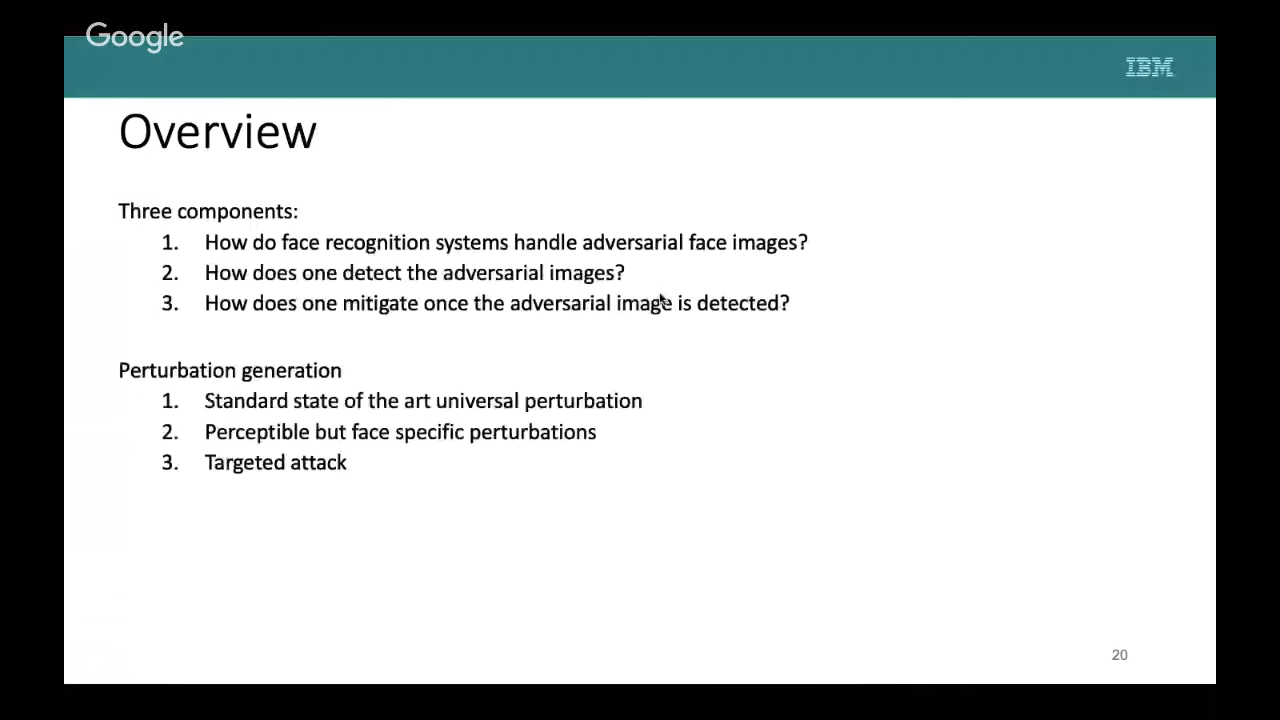 Google
IBM
Overview
Three components:
1. How do face recognition systems handle adversarial face images?
2. How does one detect the adversarial images?
3. How does one mitigate once the adversarial image is detected?
Perturbation generation
1. Standard state of the art universal perturbation
2. Perceptible but face specific perturbations
3. Targeted attack
20